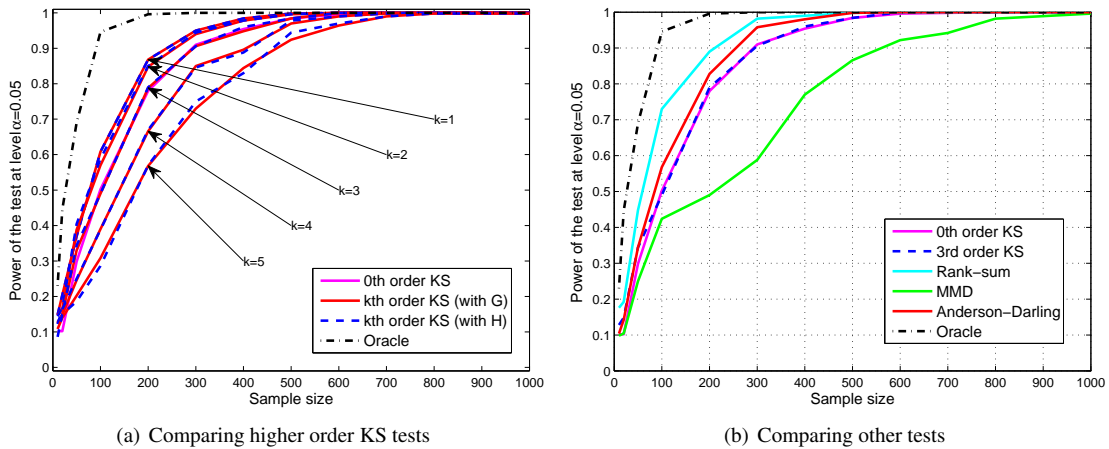 1
0.9
0.8
0.7
0.6
0.5
0.4
0.3
0.2
0.1
0
Power of the test at level α=0.05
k=1
k=2
k=3
k=4
k=5
0th order KS
kth order KS (with G)
kth order KS (with H)
Oracle
0 100 200 300 400 500 600 700 800 900 1000
Sample size
(a) Comparing higher order KS tests
1
0.9
0.8
0.7
0.6
0.5
0.4
0.3
0.2
0.1
0
Power of the test at level α=0.05
0th order KS
3rd order KS
Rank−sum
MMD
Anderson−Darling
Oracle
0 100 200 300 400 500 600 700 800 900 1000
Sample size
(b) Comparing other tests